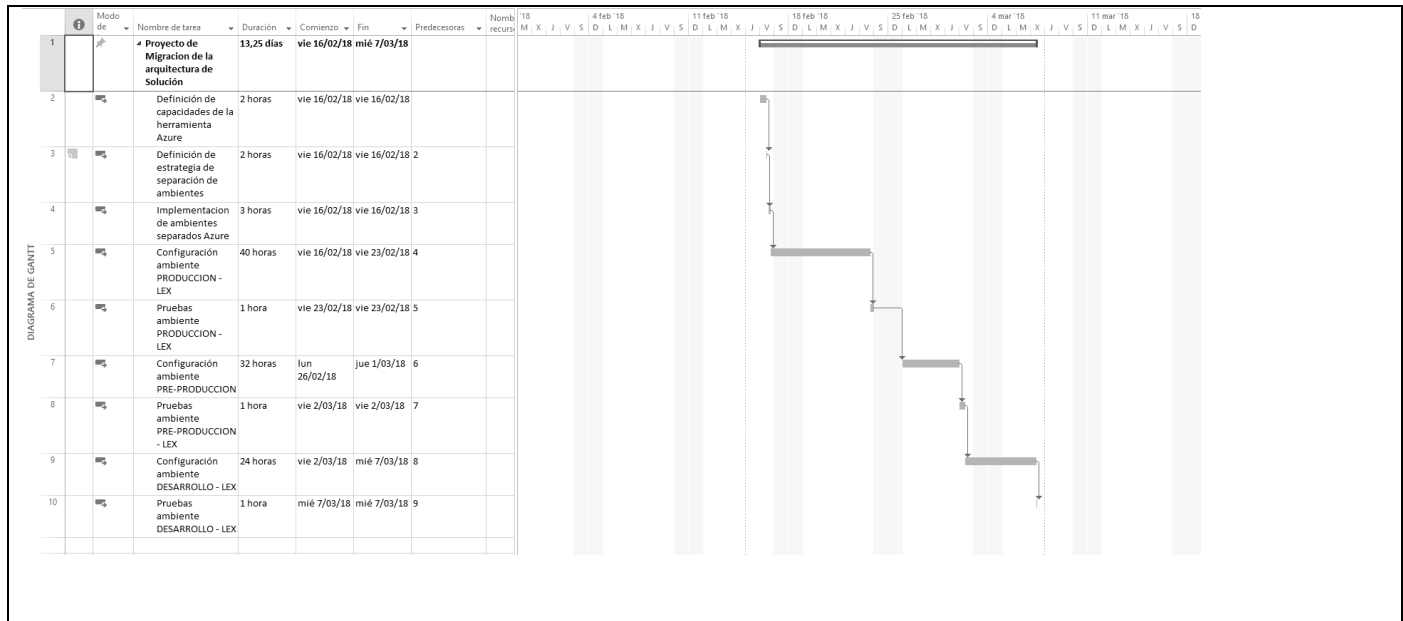 Modo de
Nombre de tarea
Duración
Comienzo
Fin
Predecesoras
Nomb recurs
'18
4 feb '18
11 feb '18
18 feb '18
25 feb '18
4 mar '18
11 mar '18
18
M X J V S D L M X J V S D L M X J V S D L M X J V S D L M X J V S D L M X J V S D L M X J V S D
DIAGRAMA DE GANTT
1 Proyecto de Migracion de la arquitectura de Solución 13,25 días vie 16/02/18 mié 7/03/18
2 Definición de capacidades de la herramienta Azure 2 horas vie 16/02/18 vie 16/02/18
3 Definición de estrategia de separación de ambientes 2 horas vie 16/02/18 vie 16/02/18 2
4 Implementacion de ambientes separados Azure 3 horas vie 16/02/18 vie 16/02/18 3
5 Configuración ambiente PRODUCCION - LEX 40 horas vie 16/02/18 vie 23/02/18 4
6 Pruebas ambiente PRODUCCION - LEX 1 hora vie 23/02/18 vie 23/02/18 5
7 Configuración ambiente PRE-PRODUCCION 32 horas lun 26/02/18 jue 1/03/18 6
8 Pruebas ambiente PRE-PRODUCCION - LEX 1 hora vie 2/03/18 vie 2/03/18 7
9 Configuración ambiente DESARROLLO - LEX 24 horas vie 2/03/18 mié 7/03/18 8
10 Pruebas ambiente DESARROLLO - LEX 1 hora mié 7/03/18 mié 7/03/18 9